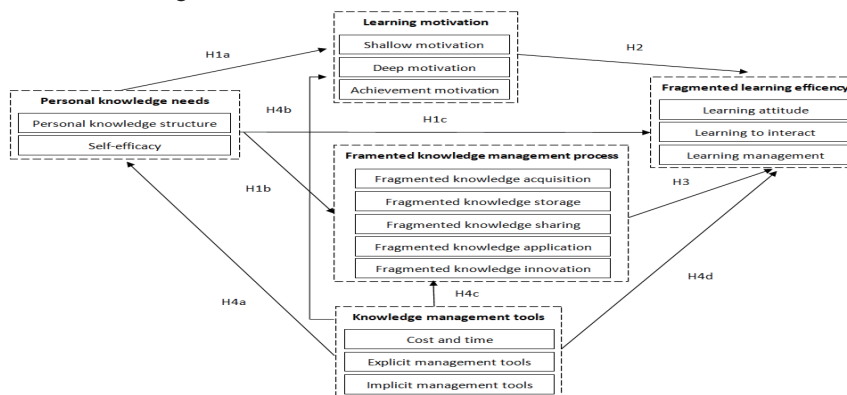 Learning motivation
Shallow motivation
Deep motivation
Achievement motivation
H1a
H2
H4b
Personal knowledge needs
Personal knowledge structure
Self-efficacy
H1c
Fragmented learning efficency
Learning attitude
Learning to interact
Learning management
H1b
Framented knowledge management process
Fragmented knowledge acquisition
Fragmented knowledge storage
Fragmented knowledge sharing
Fragmented knowledge application
Fragmented knowledge innovation
H3
H4a
H4c
H4d
Knowledge management tools
Cost and time
Explicit management tools
Implicit management tools